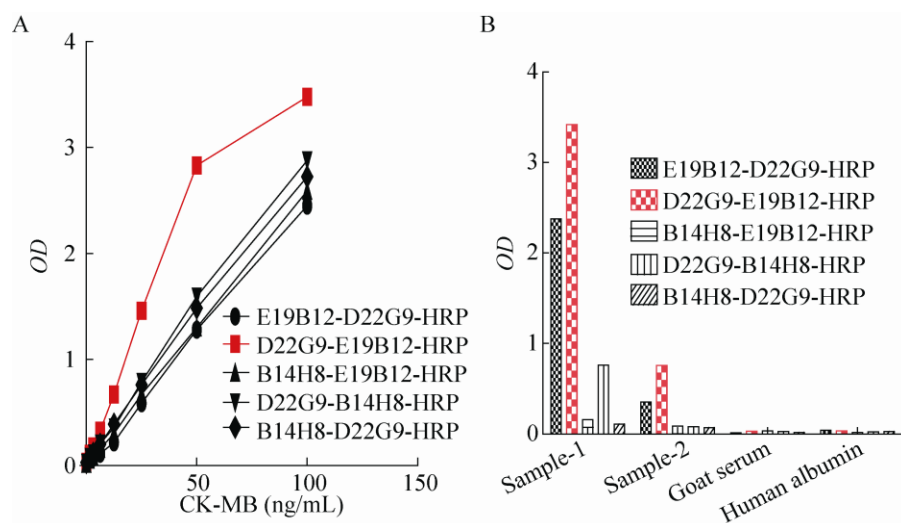 A
4
3
2
1
0
OD
0
50
100
150
CK-MB (ng/mL)
E19B12-D22G9-HRP
D22G9-E19B12-HRP
B14H8-E19B12-HRP
D22G9-B14H8-HRP
B14H8-D22G9-HRP
B
4
3
2
1
0
OD
E19B12-D22G9-HRP
D22G9-E19B12-HRP
B14H8-E19B12-HRP
D22G9-B14H8-HRP
B14H8-D22G9-HRP
Sample-1
Sample-2
Goat serum
Human albumin